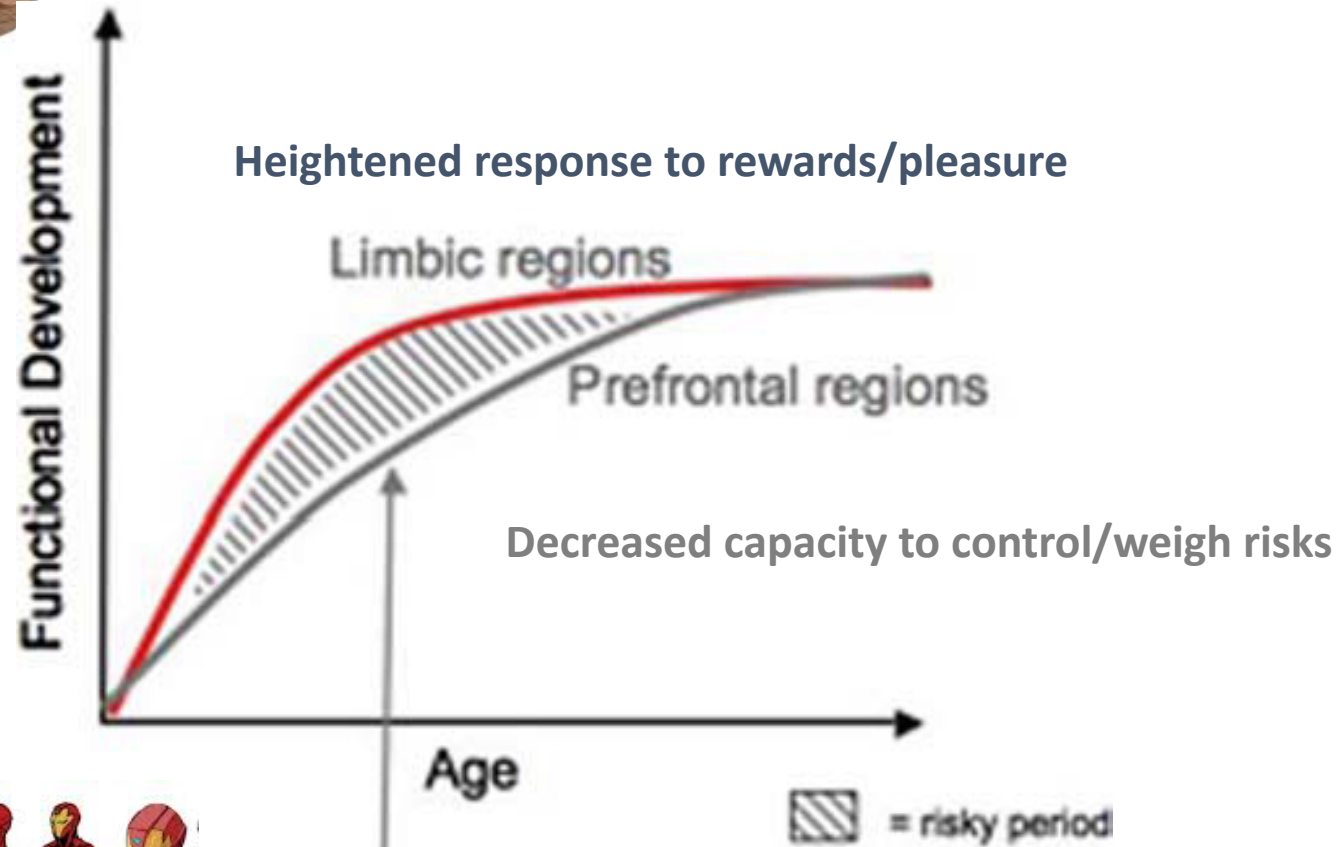 Functional Development
Heightened response to rewards/pleasure
Limbic regions
Prefrontal regions
Decreased capacity to control/weigh risks
Age
= risky period